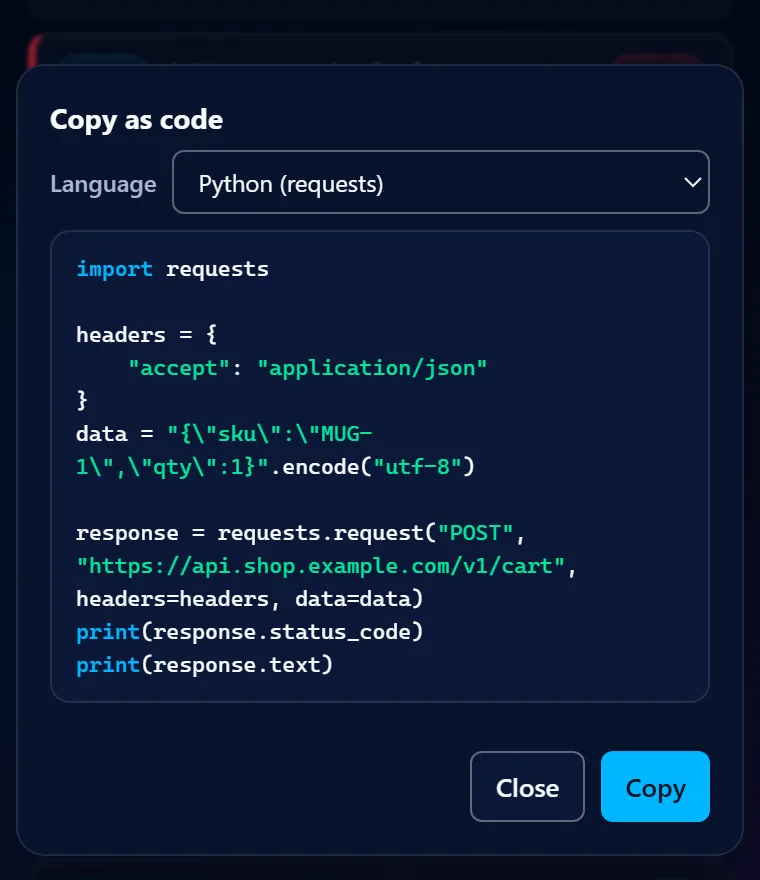 Copy as code
Language Python (requests)
import requests
headers = {
    "accept": "application/json"
}
data = "{\"sku\":\"MUG-
1\",\"qty\":1}".encode("utf-8")
response = requests.request("POST",
"https://api.shop.example.com/v1/cart",
headers=headers, data=data)
print(response.status_code)
print(response.text)
Close Copy